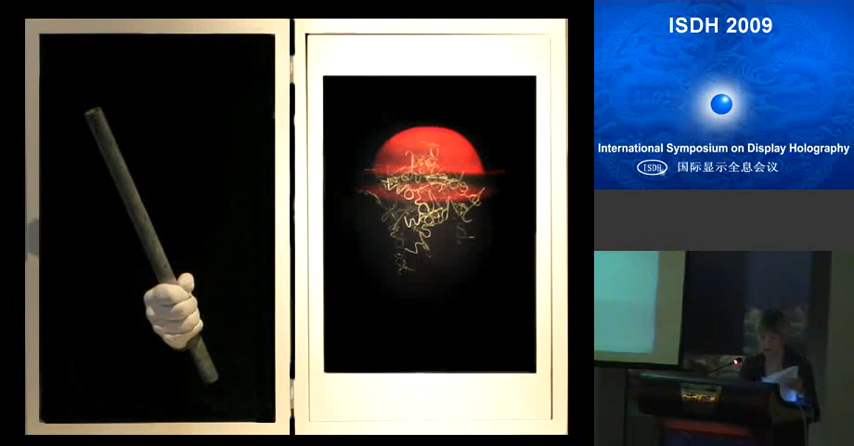 ISDH 2009
International Symposium on Display Holography
ISDH 国际显示全息会议